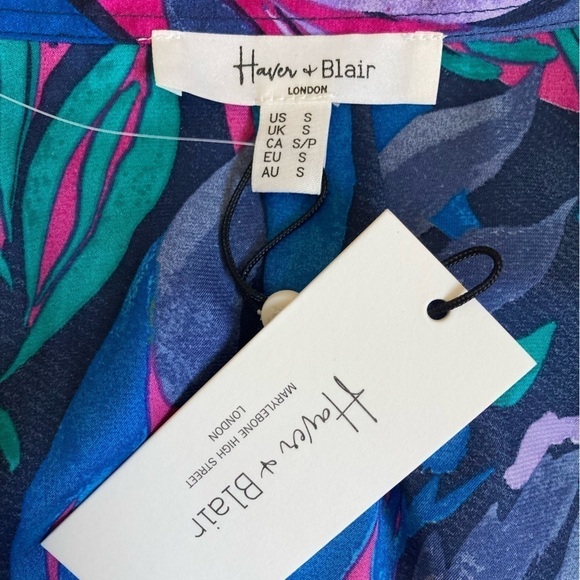 Haver + Blair
LONDON
US S
UK S
CA S/P
EU S
AU S
Haver + Blair
MARYLEBONE HIGH STREET
LONDON